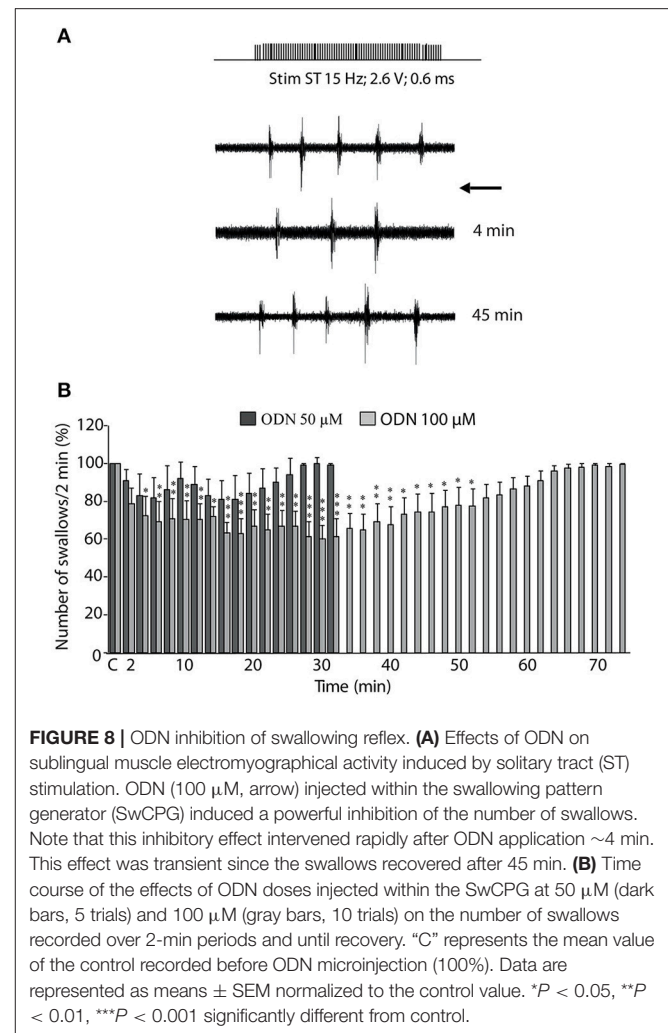 A
Stim ST 15 Hz; 2.6 V; 0.6 ms
4 min
45 min
B
ODN 50 µM ODN 100 µM
Number of swallows/2 min (%)
120
100
80
60
40
20
0
* ** ** ** ** ** *** *** *** *** *** *** *** *** *** ** ** ** ** * * * * * *
C 2 10 20 30 40 50 60 70
Time (min)
FIGURE 8 | ODN inhibition of swallowing reflex. (A) Effects of ODN on
sublingual muscle electromyographical activity induced by solitary tract (ST)
stimulation. ODN (100 µM, arrow) injected within the swallowing pattern
generator (SwCPG) induced a powerful inhibition of the number of swallows.
Note that this inhibitory effect intervened rapidly after ODN application ∼4 min.
This effect was transient since the swallows recovered after 45 min. (B) Time
course of the effects of ODN doses injected within the SwCPG at 50 µM (dark
bars, 5 trials) and 100 µM (gray bars, 10 trials) on the number of swallows
recorded over 2-min periods and until recovery. “C” represents the mean value
of the control recorded before ODN microinjection (100%). Data are
represented as means ± SEM normalized to the control value. *P < 0.05, **P
< 0.01, ***P < 0.001 significantly different from control.